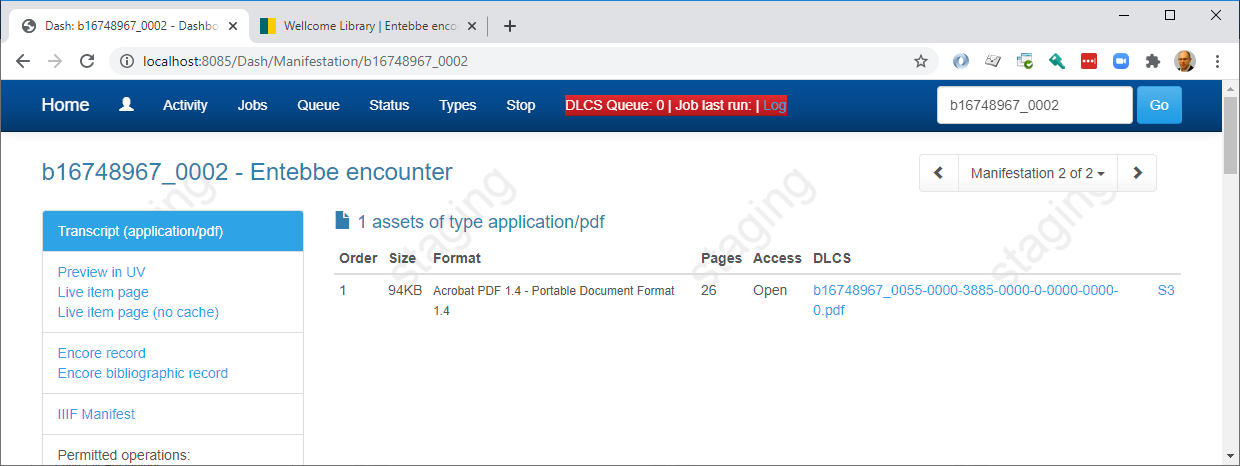 Dash: b16748967_0002 - Dashbo
Wellcome Library | Entebbe enco
localhost:8085/Dash/Manifestation/b16748967_0002
Home Activity Jobs Queue Status Types Stop DLCS Queue: 0 | Job last run: | Log b16748967_0002 Go
b16748967_0002 - Entebbe encounter
Manifestation 2 of 2
staging staging staging
Transcript (application/pdf)
Preview in UV
Live item page
Live item page (no cache)
Encore record
Encore bibliographic record
IIIF Manifest
Permitted operations:
1 assets of type application/pdf
Order Size Format Pages Access DLCS
1 94KB Acrobat PDF 1.4 - Portable Document Format 26 Open b16748967_0055-0000-3885-0000-0-0000-0000- S3
1.4 0.pdf